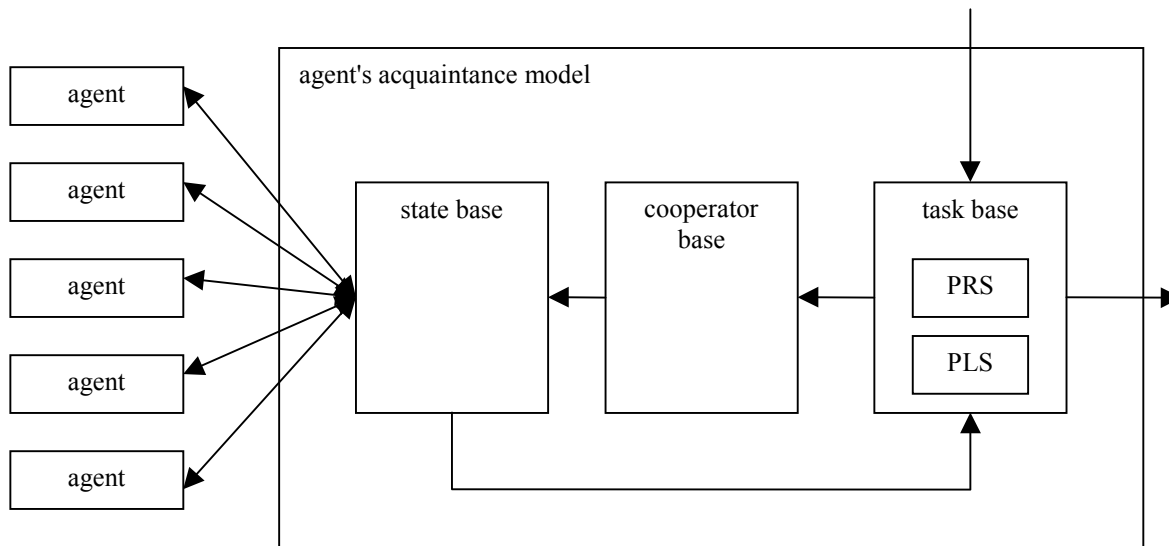 agent's acquaintance model
agent
agent
agent
agent
agent
state base
cooperator
base
task base
PRS
PLS